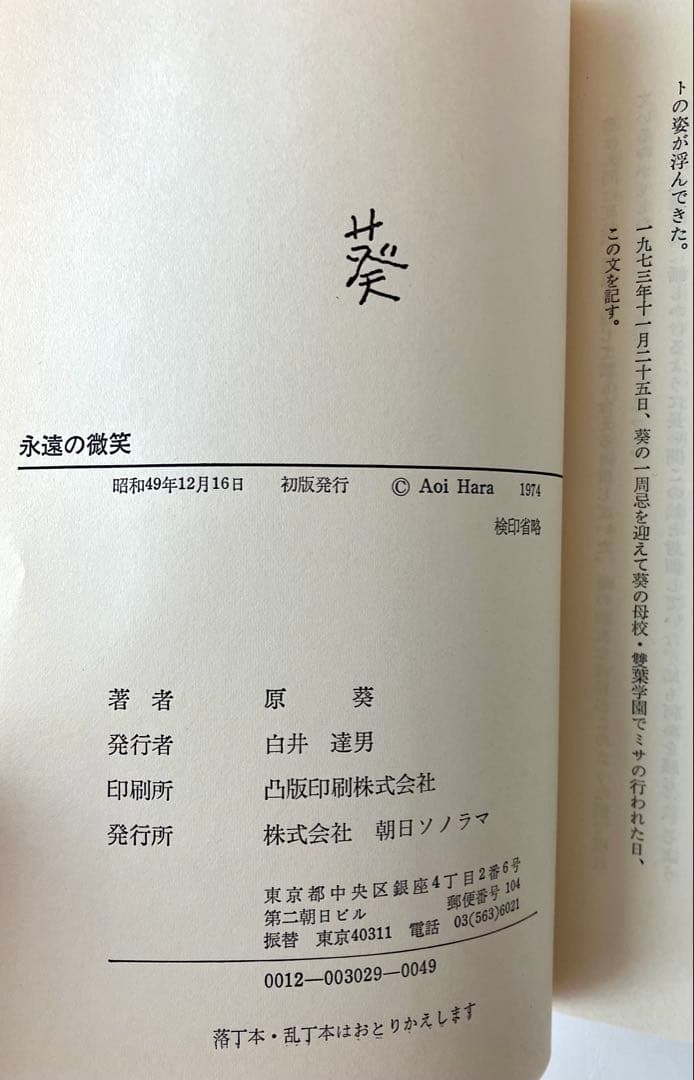 トの姿が浮んできた。
一九七三年十一月二十五日、葵の一周忌を迎えて葵の母校・雙葉学園でミサの行われた日、
この文を記す。
葵
永遠の微笑
昭和49年12月16日 初版発行 © Aoi Hara 1974
検印省略
著者 原葵
発行者 白井達男
印刷所 凸版印刷株式会社
発行所 株式会社 朝日ソノラマ
東京都中央区銀座4丁目2番6号
第二朝日ビル 郵便番号 104
振替 東京40311 電話 03(563)6021
0012―003029―0049
落丁本・乱丁本はおとりかえします